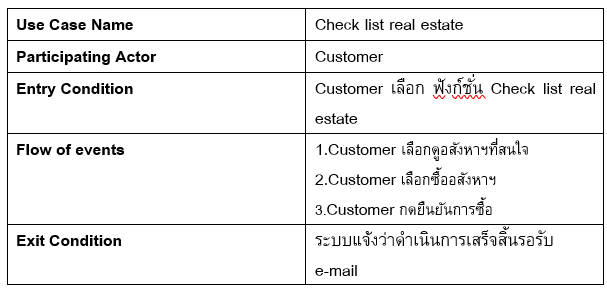 Use Case Name Check list real estate
Participating Actor Customer
Entry Condition Customer เลือก ฟังก์ชั่น Check list real
estate
Flow of events 1.Customer เลือกดูอสังหาฯที่สนใจ
2.Customer เลือกซื้ออสังหาฯ
3.Customer กดยืนยันการซื้อ
Exit Condition ระบบแจ้งว่าดำเนินการเสร็จสิ้นรอรับ
e-mail